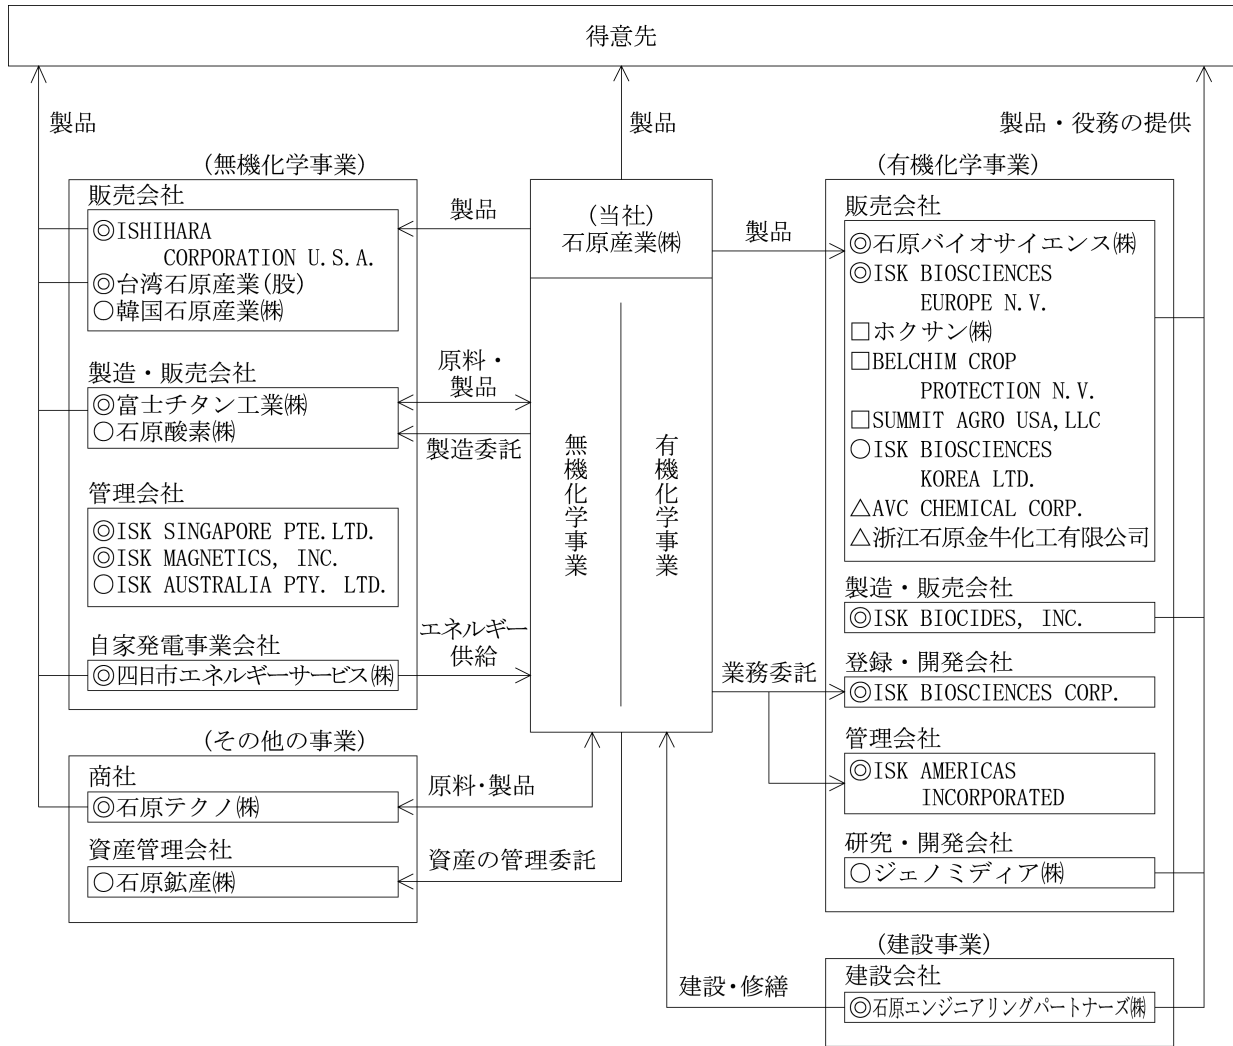 得意先
製品
製品
製品・役務の提供
(無機化学事業)
販売会社
◎ISHIHARA
CORPORATION U.S.A.
◎台湾石原産業(股)
○韓国石原産業㈱
製造・販売会社
◎富士チタン工業㈱
○石原酸素㈱
管理会社
◎ISK SINGAPORE PTE.LTD.
◎ISK MAGNETICS, INC.
○ISK AUSTRALIA PTY. LTD.
自家発電事業会社
◎四日市エネルギーサービス㈱
(その他の事業)
商社
◎石原テクノ㈱
資産管理会社
○石原鉱産㈱
製品
原料・
製品
製造委託
エネルギー
供給
原料・製品
資産の管理委託
(当社)
石原産業㈱
無機化学事業
有機化学事業
製品
業務委託
建設・修繕
(有機化学事業)
販売会社
◎石原バイオサイエンス㈱
◎ISK BIOSCIENCES
EUROPE N.V.
□ホクサン㈱
□BELCHIM CROP
PROTECTION N.V.
□SUMMIT AGRO USA,LLC
○ISK BIOSCIENCES
KOREA LTD.
△AVC CHEMICAL CORP.
△浙江石原金牛化工有限公司
製造・販売会社
◎ISK BIOCIDES, INC.
登録・開発会社
◎ISK BIOSCIENCES CORP.
管理会社
◎ISK AMERICAS
INCORPORATED
研究・開発会社
○ジェノミディア㈱
(建設事業)
建設会社
◎石原エンジニアリングパートナーズ㈱